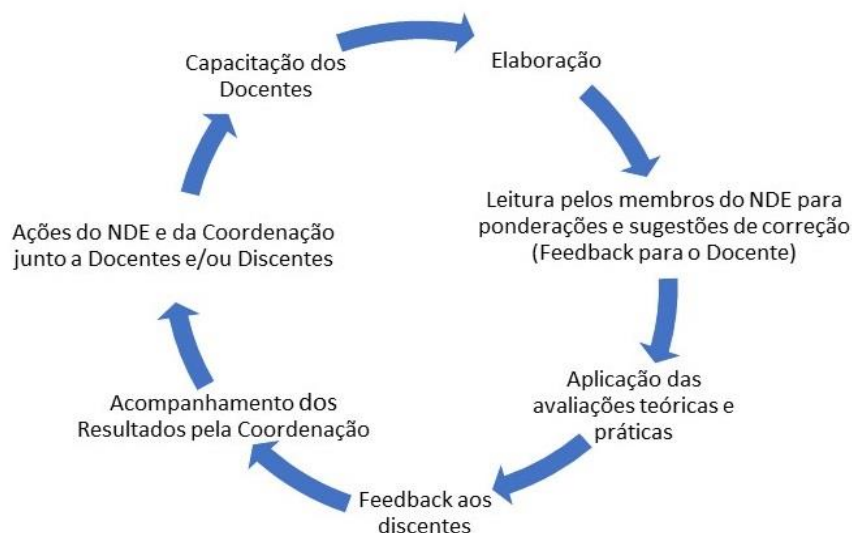 Capacitação dos
Docentes
Elaboração
Leitura pelos membros do NDE para
ponderações e sugestões de correção
(Feedback para o Docente)
Aplicação das
avaliações teóricas e
práticas
Feedback aos
discentes
Acompanhamento dos
Resultados pela Coordenação
Ações do NDE e da Coordenação
junto a Docentes e/ou Discentes